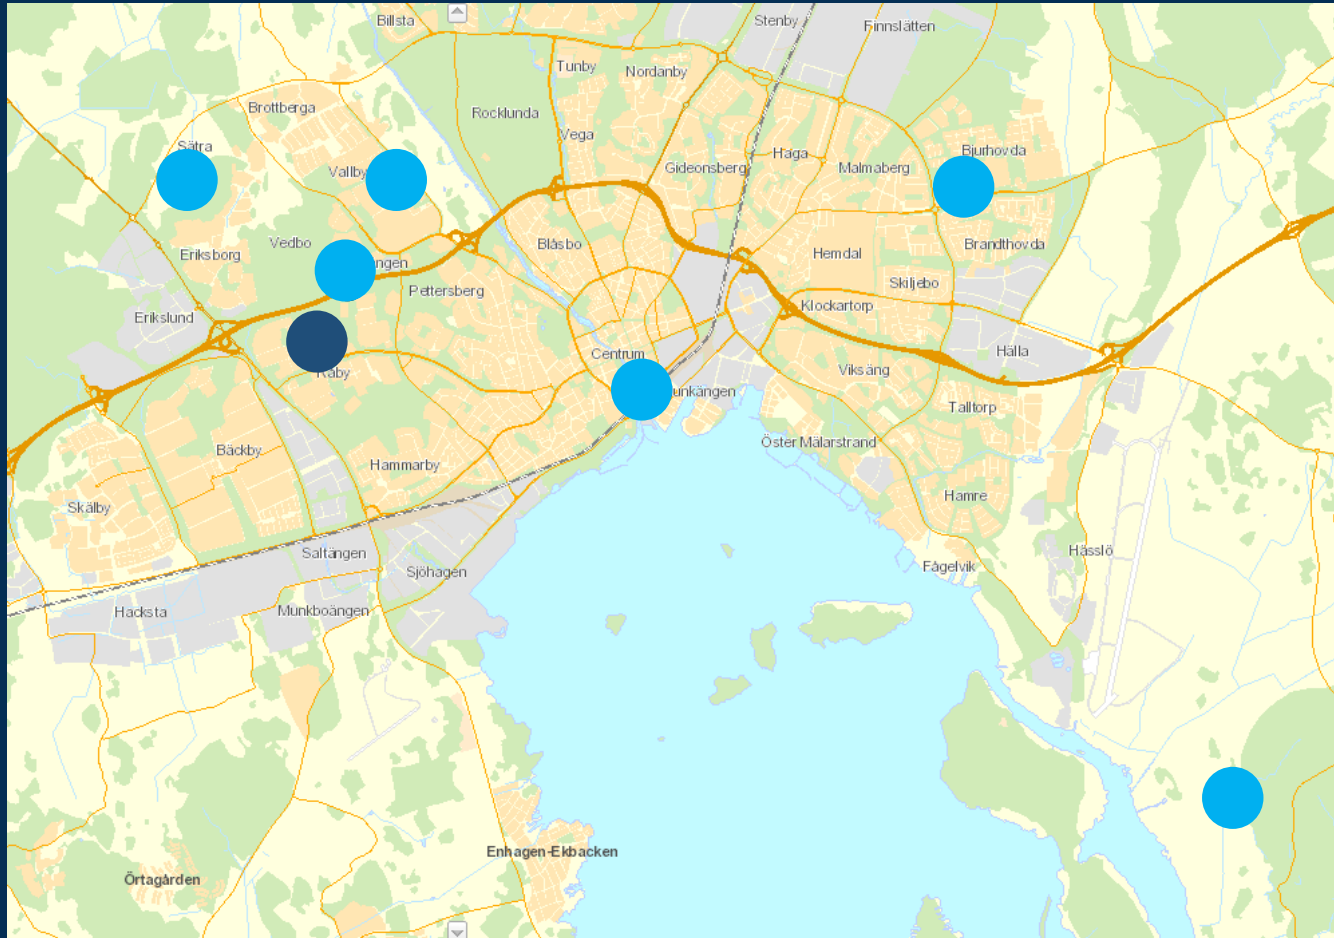 Billsta
Stenby
Finnslätten
Tunby
Nordanby
Brottberga
Rocklunda
Vega
Sätra
Haga
Bjurhovda
Vallby
Gideonsberg
Malmaberg
Vedbo
Blåsbo
Brandthovda
Eriksborg
ngen
Hemdal
Pettersberg
Skiljebo
Klockartorp
Erikslund
Centrum
Hälla
Råby
Viksäng
unkängen
Talltorp
Öster Mälarstrand
Bäckby
Hammarby
Hamre
Skälby
Saltängen
Hässlö
Sjöhagen
Fågelvik
Hacksta
Munkboängen
Enhagen-Ekbacken
Örtagården